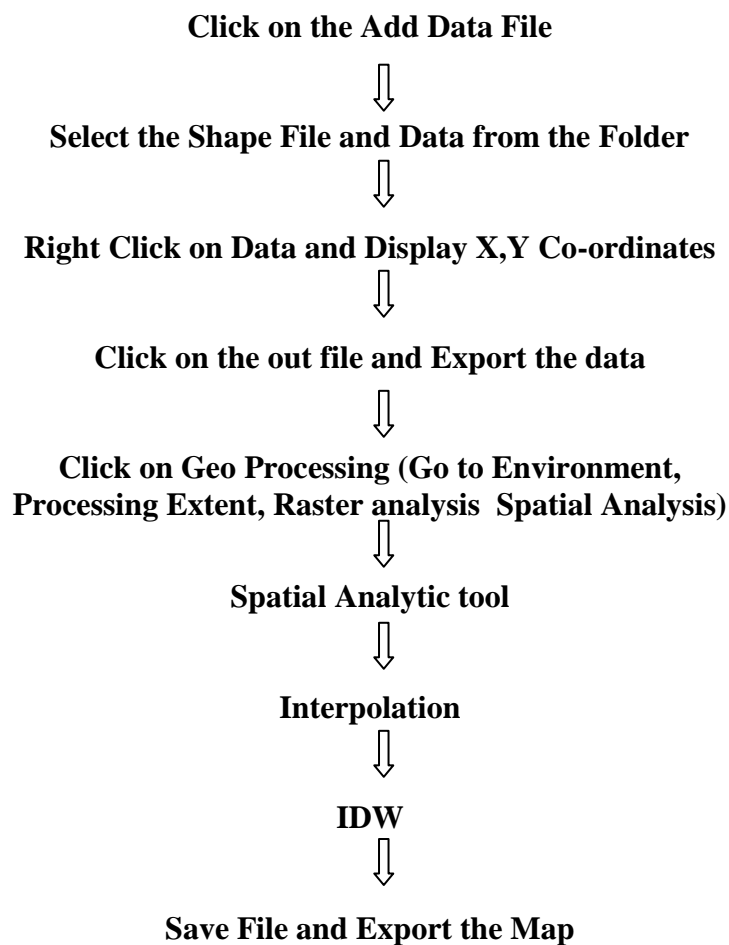 Click on the Add Data File
Select the Shape File and Data from the Folder
Right Click on Data and Display X,Y Co-ordinates
Click on the out file and Export the data
Click on Geo Processing (Go to Environment,
Processing Extent, Raster analysis  Spatial Analysis)
Spatial Analytic tool
Interpolation
IDW
Save File and Export the Map